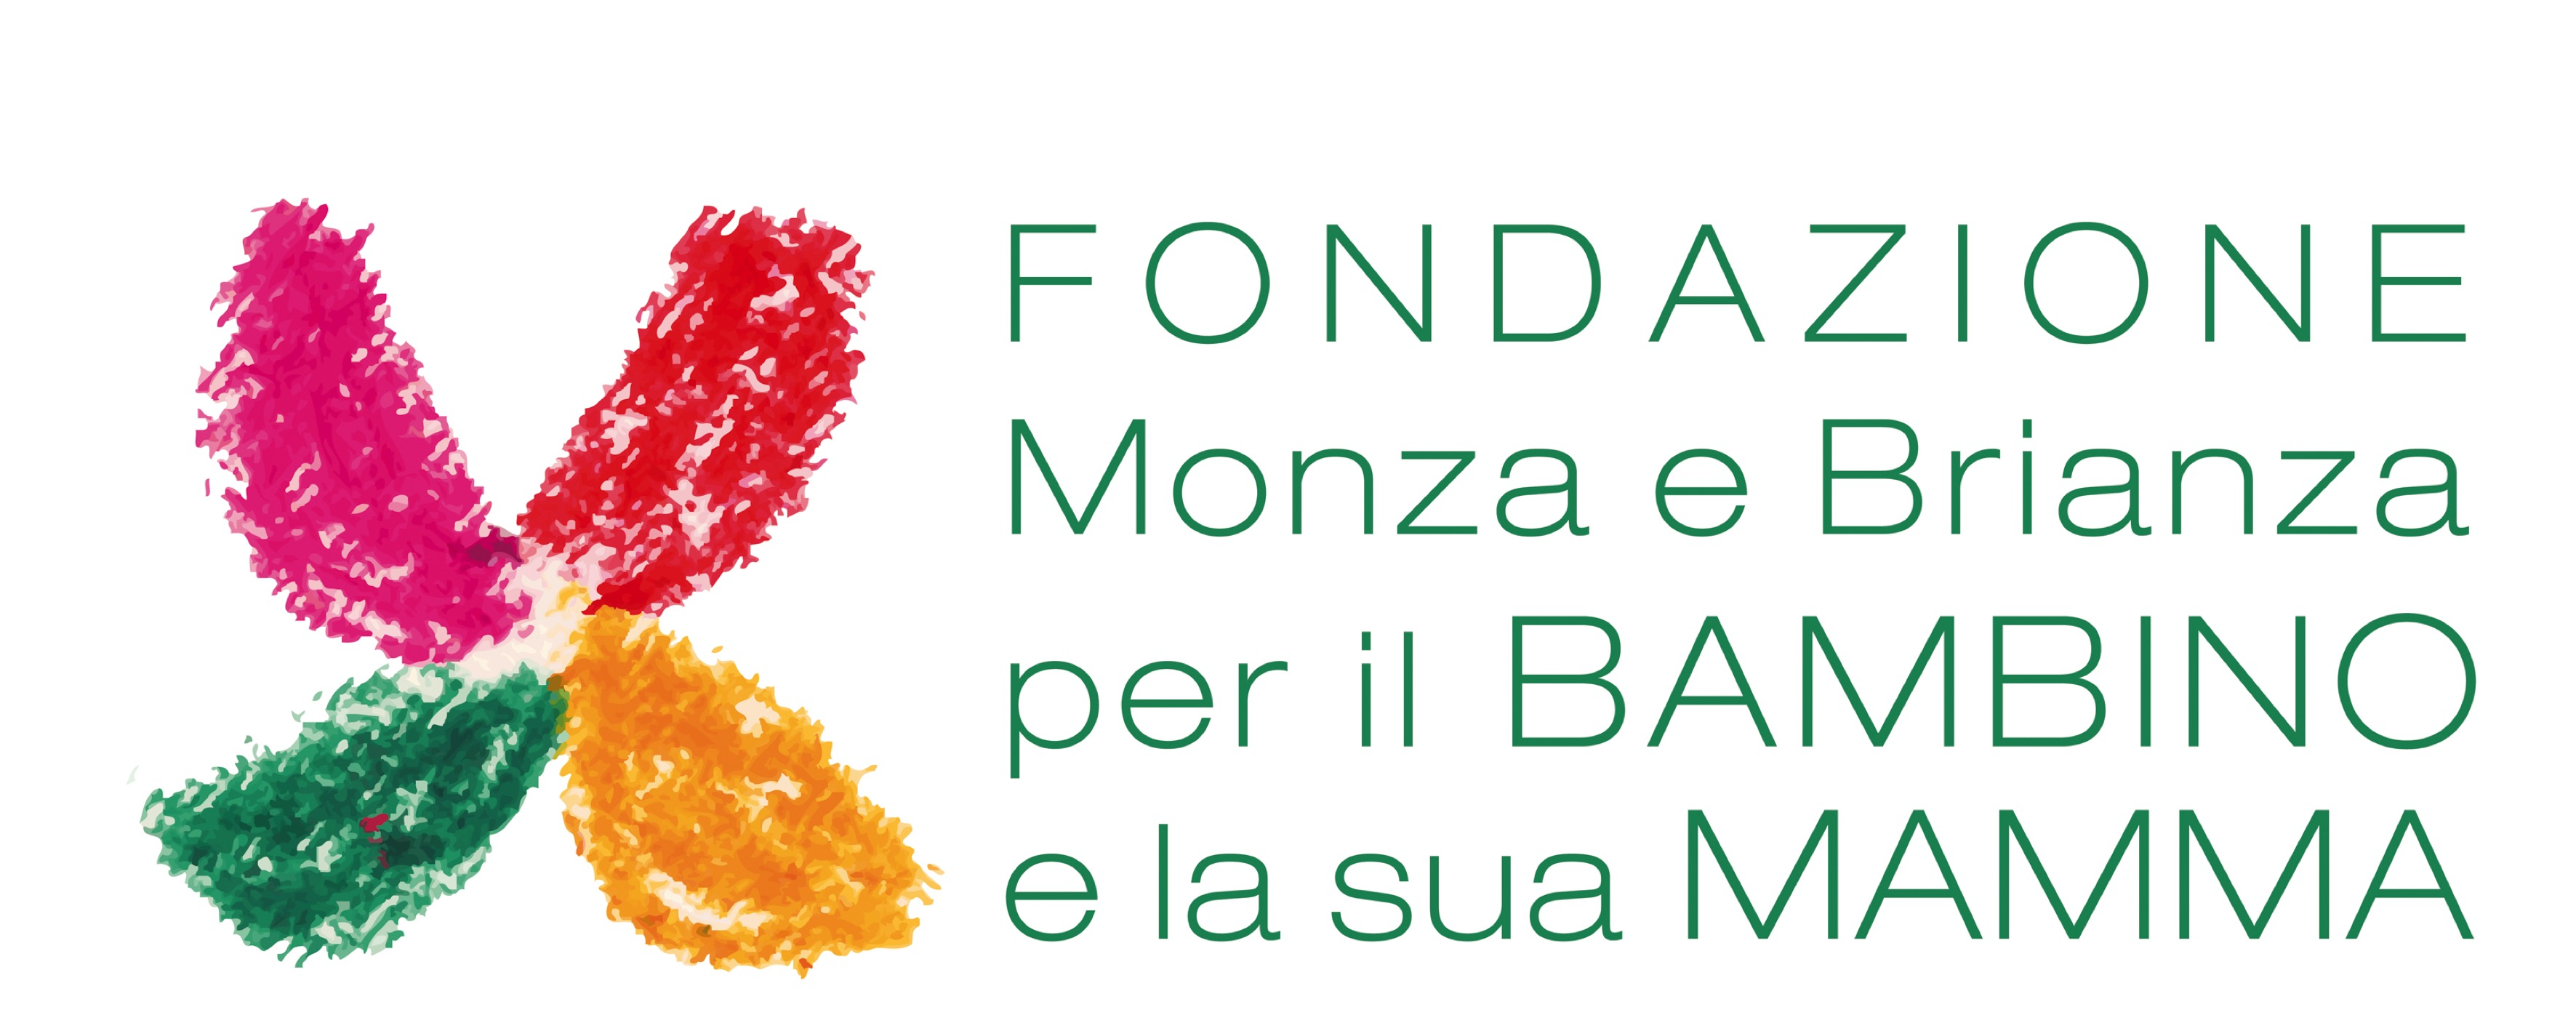 FONDAZIONE
Monza e Brianza
per il BAMBINO
e la sua MAMMA